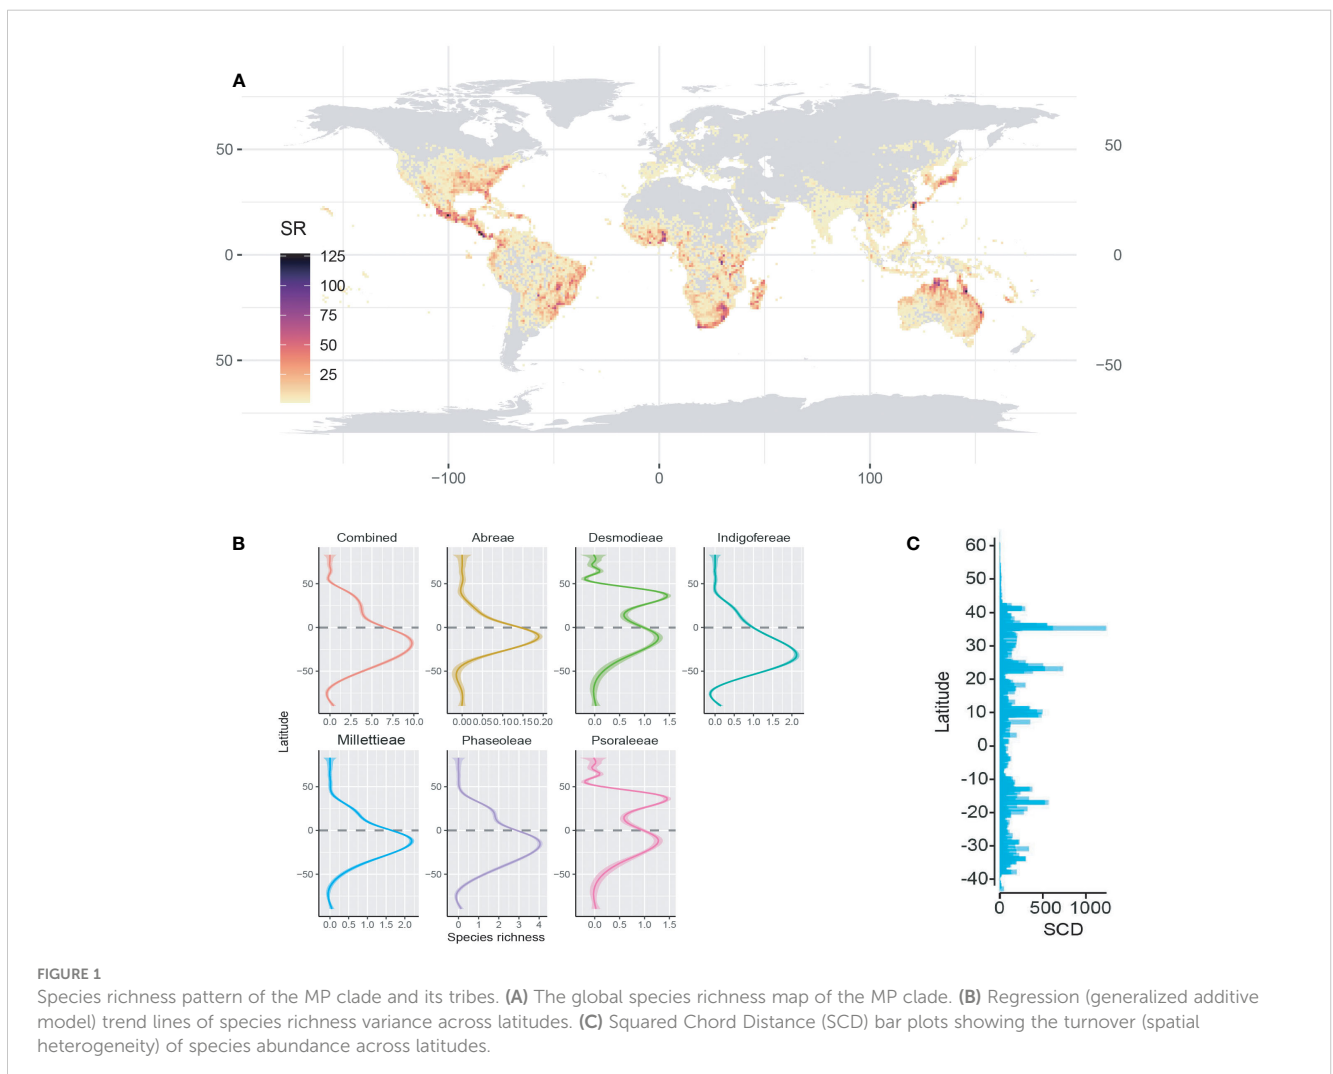 A
50
0
50
50
0
−50
SR
125
100
75
50
25
−100
0
100
B
Combined
Abreae
Desmodieae
Indigofereae
50
0
−50
50
0
−50
50
0
−50
50
0
−50
0.0 2.5 5.0 7.5 10.0
0.00 0.05 0.10 0.15 0.20
0.0 0.5 1.0 1.5
0.0 0.5 1.0 1.5 2.0
Latitude
Millettieae
Phaseoleae
Psoraleeae
50
0
−50
50
0
−50
50
0
−50
0.0 0.5 1.0 1.5 2.0
0 1 2 3 4
0.0 0.5 1.0 1.5
Species richness
C
60
50
40
30
20
10
0
-10
-20
-30
-40
Latitude
0 500 1000
SCD
FIGURE 1
Species richness pattern of the MP clade and its tribes. (A) The global species richness map of the MP clade. (B) Regression (generalized additive
model) trend lines of species richness variance across latitudes. (C) Squared Chord Distance (SCD) bar plots showing the turnover (spatial
heterogeneity) of species abundance across latitudes.